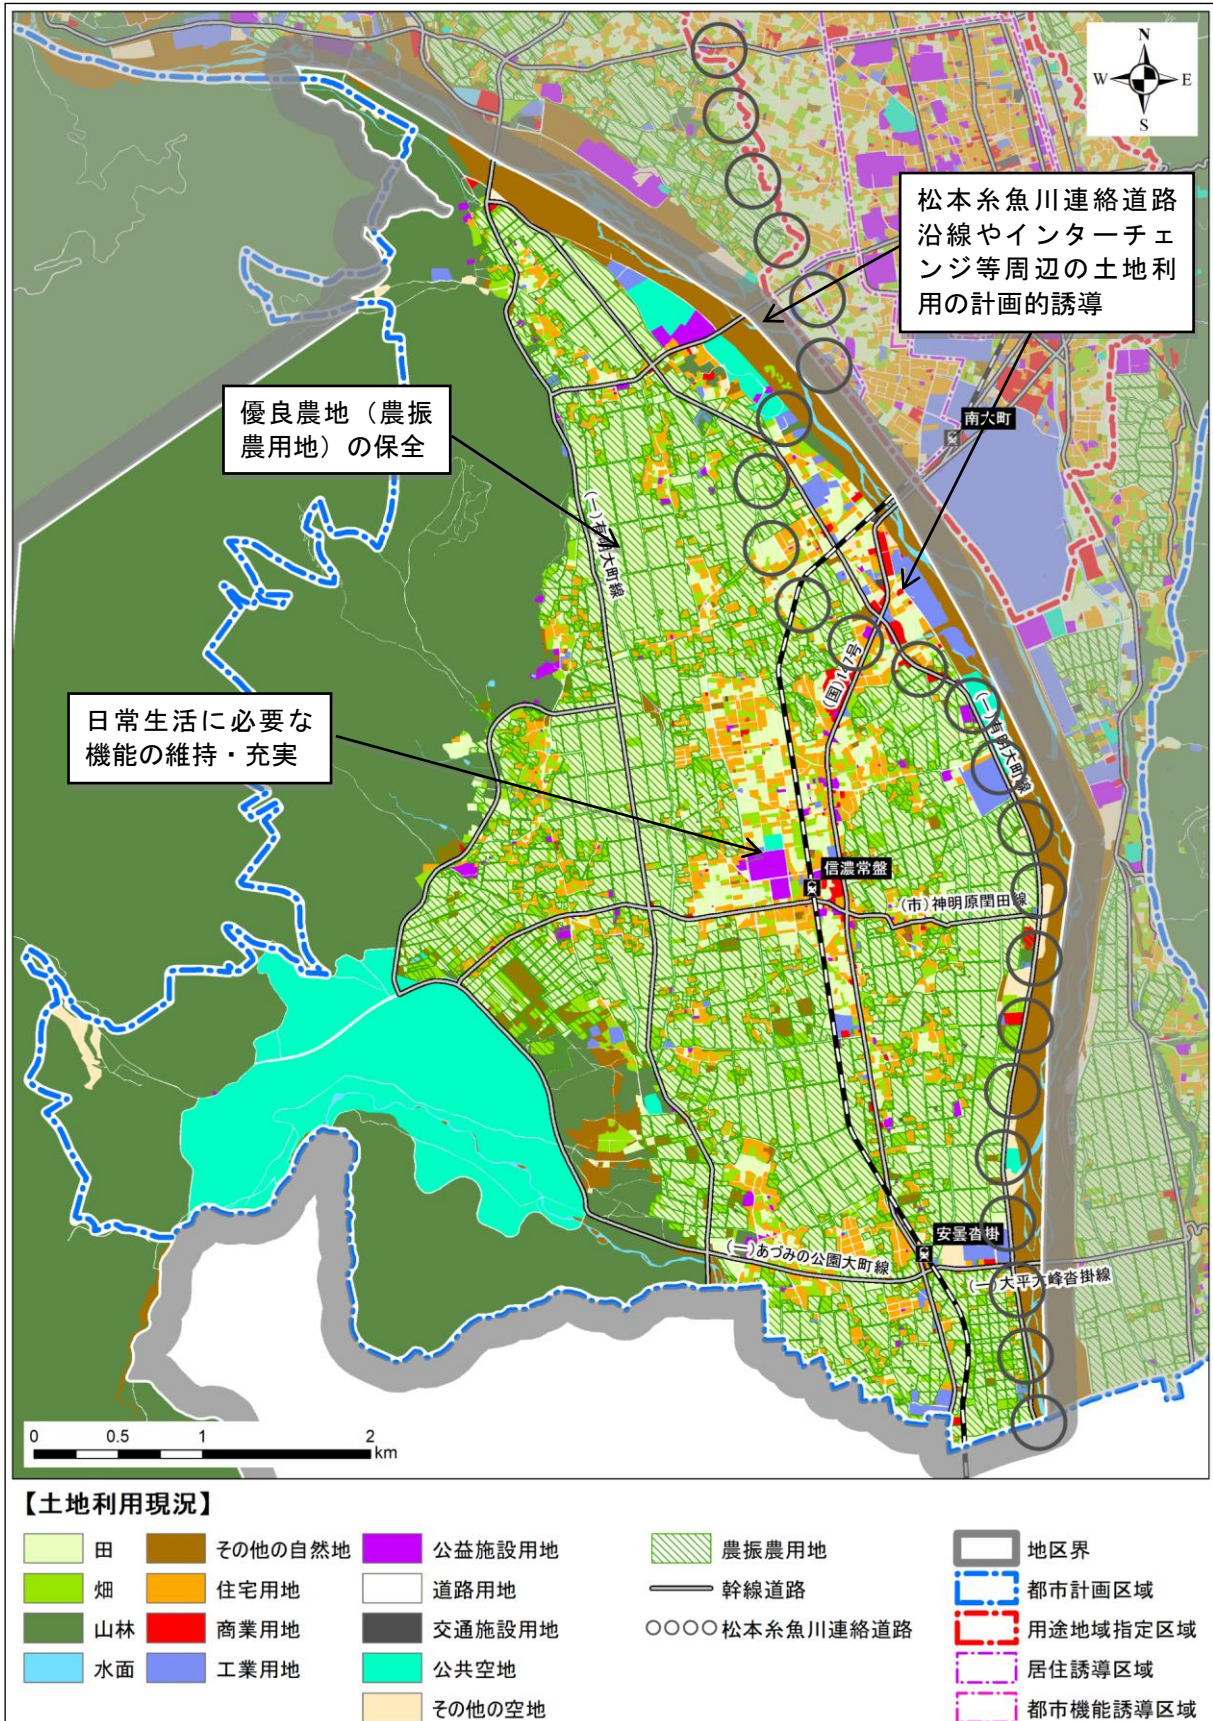 N
W E
S
松本糸魚川連絡道路
沿線やインターチェ
ンジ等周辺の土地利
用の計画的誘導
優良農地（農振
農用地）の保全
南大町
(一)有明大町線
(国)147号
日常生活に必要な
機能の維持・充実
(一)有明大町線
信濃常盤
(市)神明原閏田線
安曇沓掛
(一)あづみの公園大町線
(一)大平大峰沓掛線
0 0.5 1 2
km
【土地利用現況】
田 その他の自然地 公益施設用地 農振農用地 地区界
畑 住宅用地 道路用地 幹線道路 都市計画区域
山林 商業用地 交通施設用地 松本糸魚川連絡道路 用途地域指定区域
水面 工業用地 公共空地 居住誘導区域
その他の空地 都市機能誘導区域